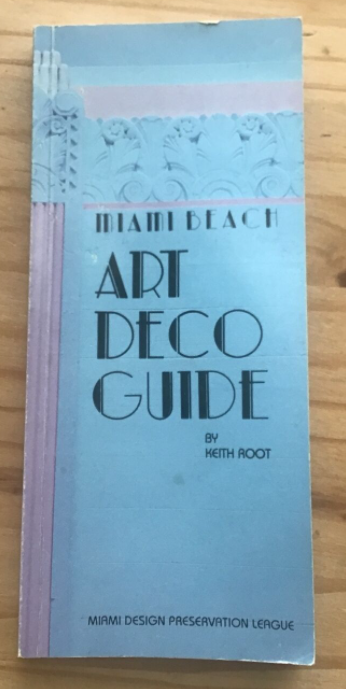 MIAMI BEACH
ART
DECO
GUIDE
BY
KEITH ROOT
MIAMI DESIGN PRESERVATION LEAGUE